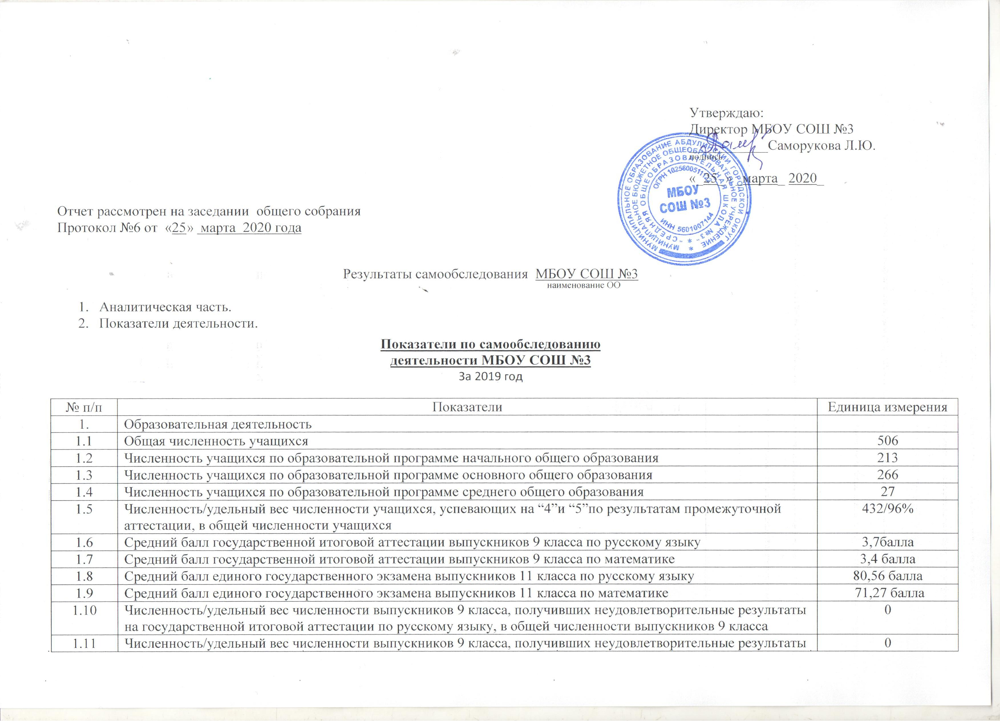 Утверждаю:
Директор МБОУ СОШ №3
____________Саморукова Л.Ю.
подпись
«_25_»_ марта_ 2020_
МУНИЦИПАЛЬНОЕ ОБРАЗОВАНИЕ АБДУЛИНСКИЙ ГОРОДСКОЙ ОКРУГ
МУНИЦИПАЛЬНОЕ БЮДЖЕТНОЕ ОБЩЕОБРАЗОВАТЕЛЬНОЕ УЧРЕЖДЕНИЕ
"СРЕДНЯЯ ОБЩЕОБРАЗОВАТЕЛЬНАЯ ШКОЛА №3"
ОГРН
МБОУ
СОШ №3
ИНН 5601007144
Отчет рассмотрен на заседании общего собрания
Протокол №6 от «25» марта 2020 года
Результаты самообследования МБОУ СОШ №3
наименование ОО
1. Аналитическая часть.
2. Показатели деятельности.
Показатели по самообследованию
деятельности МБОУ СОШ №3
За 2019 год
№ п/п Показатели Единица измерения
1. Образовательная деятельность
1.1 Общая численность учащихся 506
1.2 Численность учащихся по образовательной программе начального общего образования 213
1.3 Численность учащихся по образовательной программе основного общего образования 266
1.4 Численность учащихся по образовательной программе среднего общего образования 27
1.5 Численность/удельный вес численности учащихся, успевающих на “4”и “5”по результатам промежуточной 432/96%
аттестации, в общей численности учащихся
1.6 Средний балл государственной итоговой аттестации выпускников 9 класса по русскому языку 3,7балла
1.7 Средний балл государственной итоговой аттестации выпускников 9 класса по математике 3,4 балла
1.8 Средний балл единого государственного экзамена выпускников 11 класса по русскому языку 80,56 балла
1.9 Средний балл единого государственного экзамена выпускников 11 класса по математике 71,27 балла
1.10 Численность/удельный вес численности выпускников 9 класса, получивших неудовлетворительные результаты 0
на государственной итоговой аттестации по русскому языку, в общей численности выпускников 9 класса
1.11 Численность/удельный вес численности выпускников 9 класса, получивших неудовлетворительные результаты 0